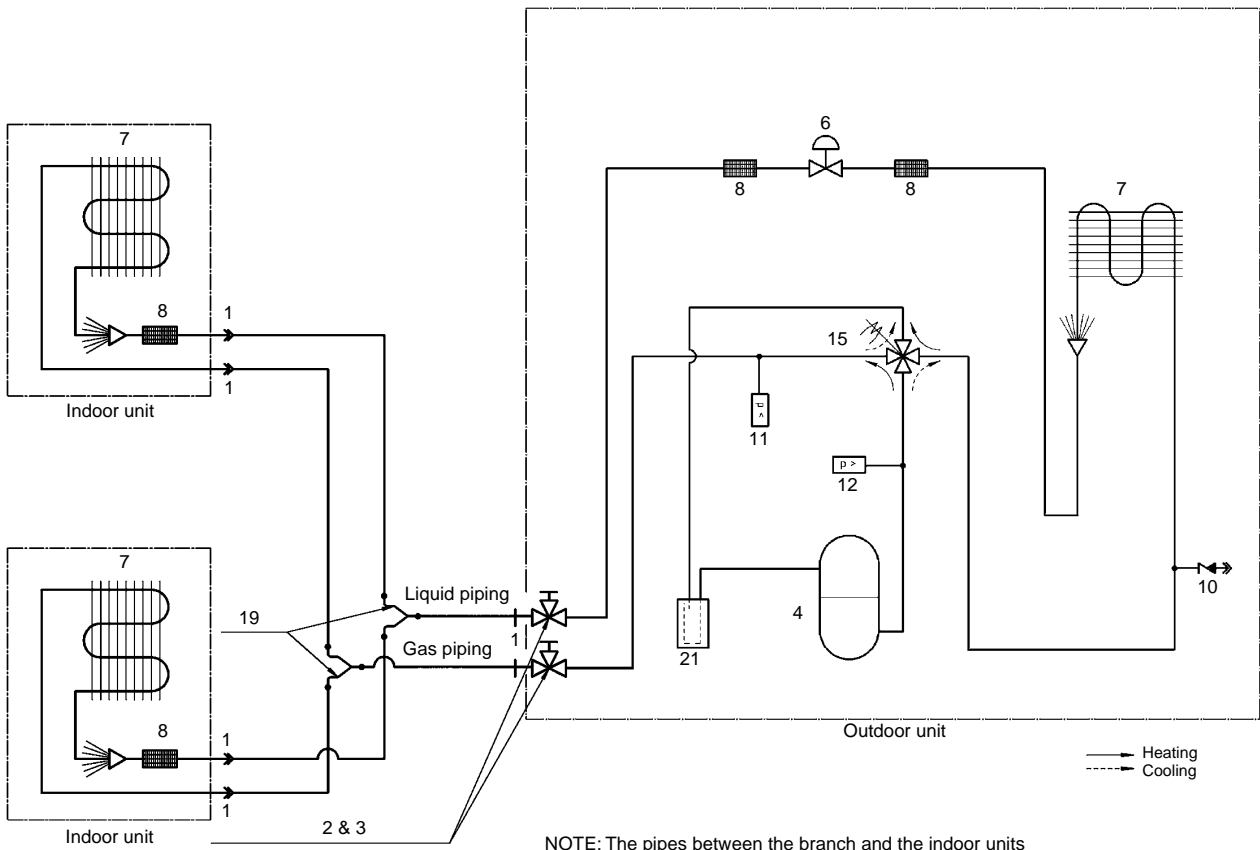 6
7
8
8
7
8
1
1
Indoor unit
15
11
p <
p >
12
10
7
4
21
19
Liquid piping
Gas piping
1
8
1
1
Indoor unit
2 & 3
Outdoor unit
Heating
Cooling
NOTE: The pipes between the branch and the indoor units